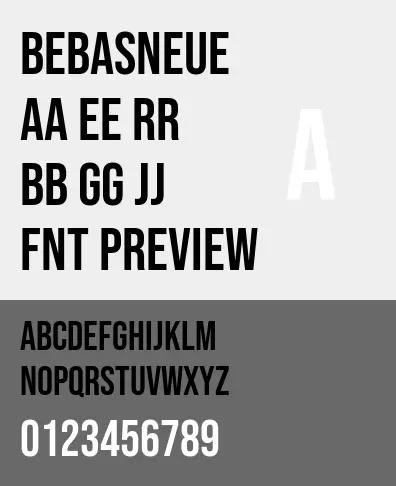 BEBASNEUE
AA EE RR
A
BB GG JJ
FNT PREVIEW
ABCDEFGHIJKLM
NOPQRSTUVWXYZ
0123456789